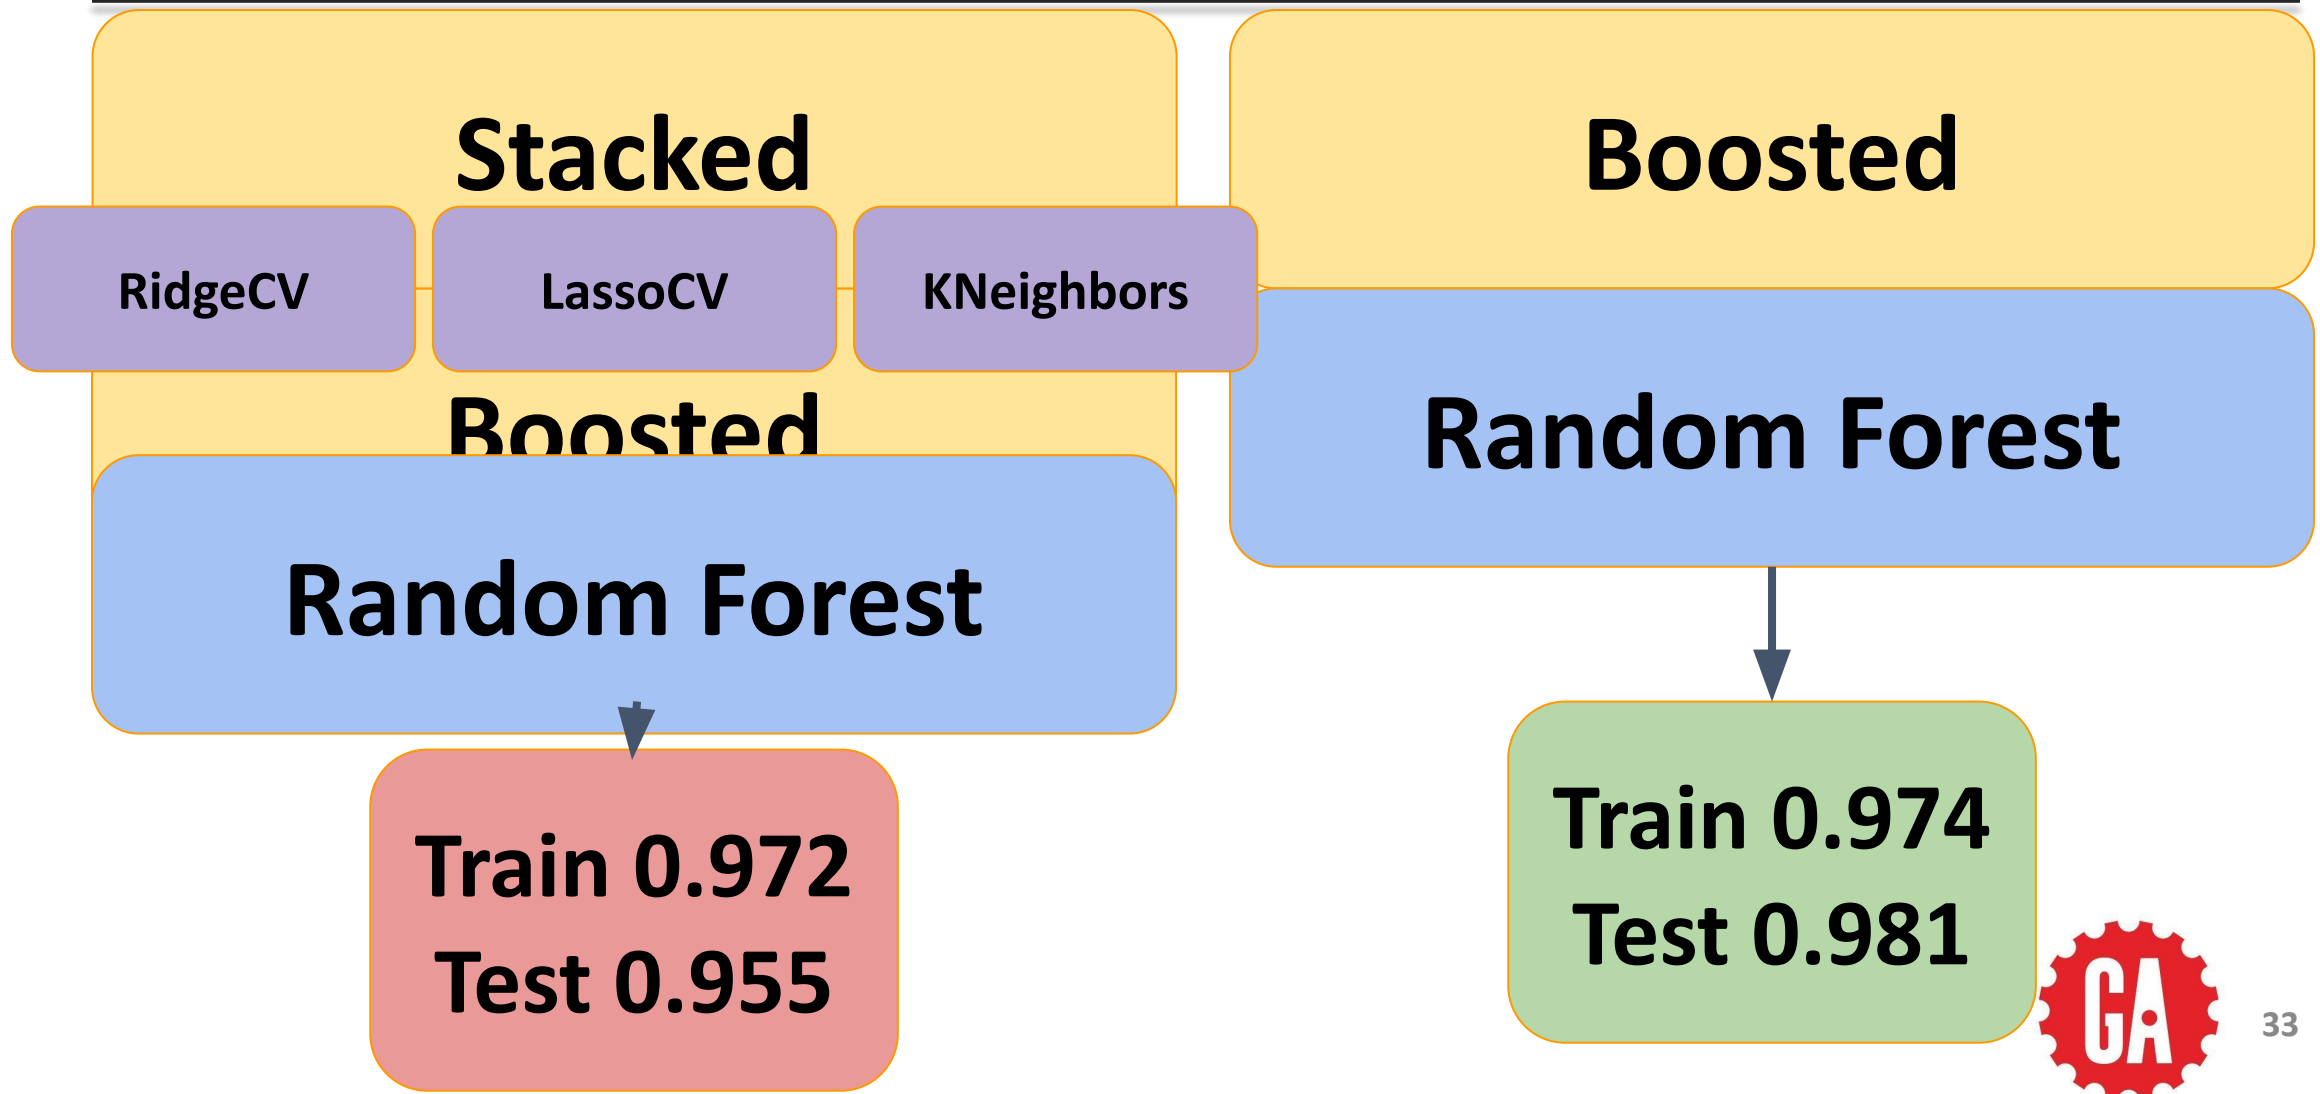 Stacked
RidgeCV
LassoCV
KNeighbors
Boosted
Random Forest
Train 0.972
Test 0.955
Boosted
Random Forest
Train 0.974
Test 0.981
GA
33